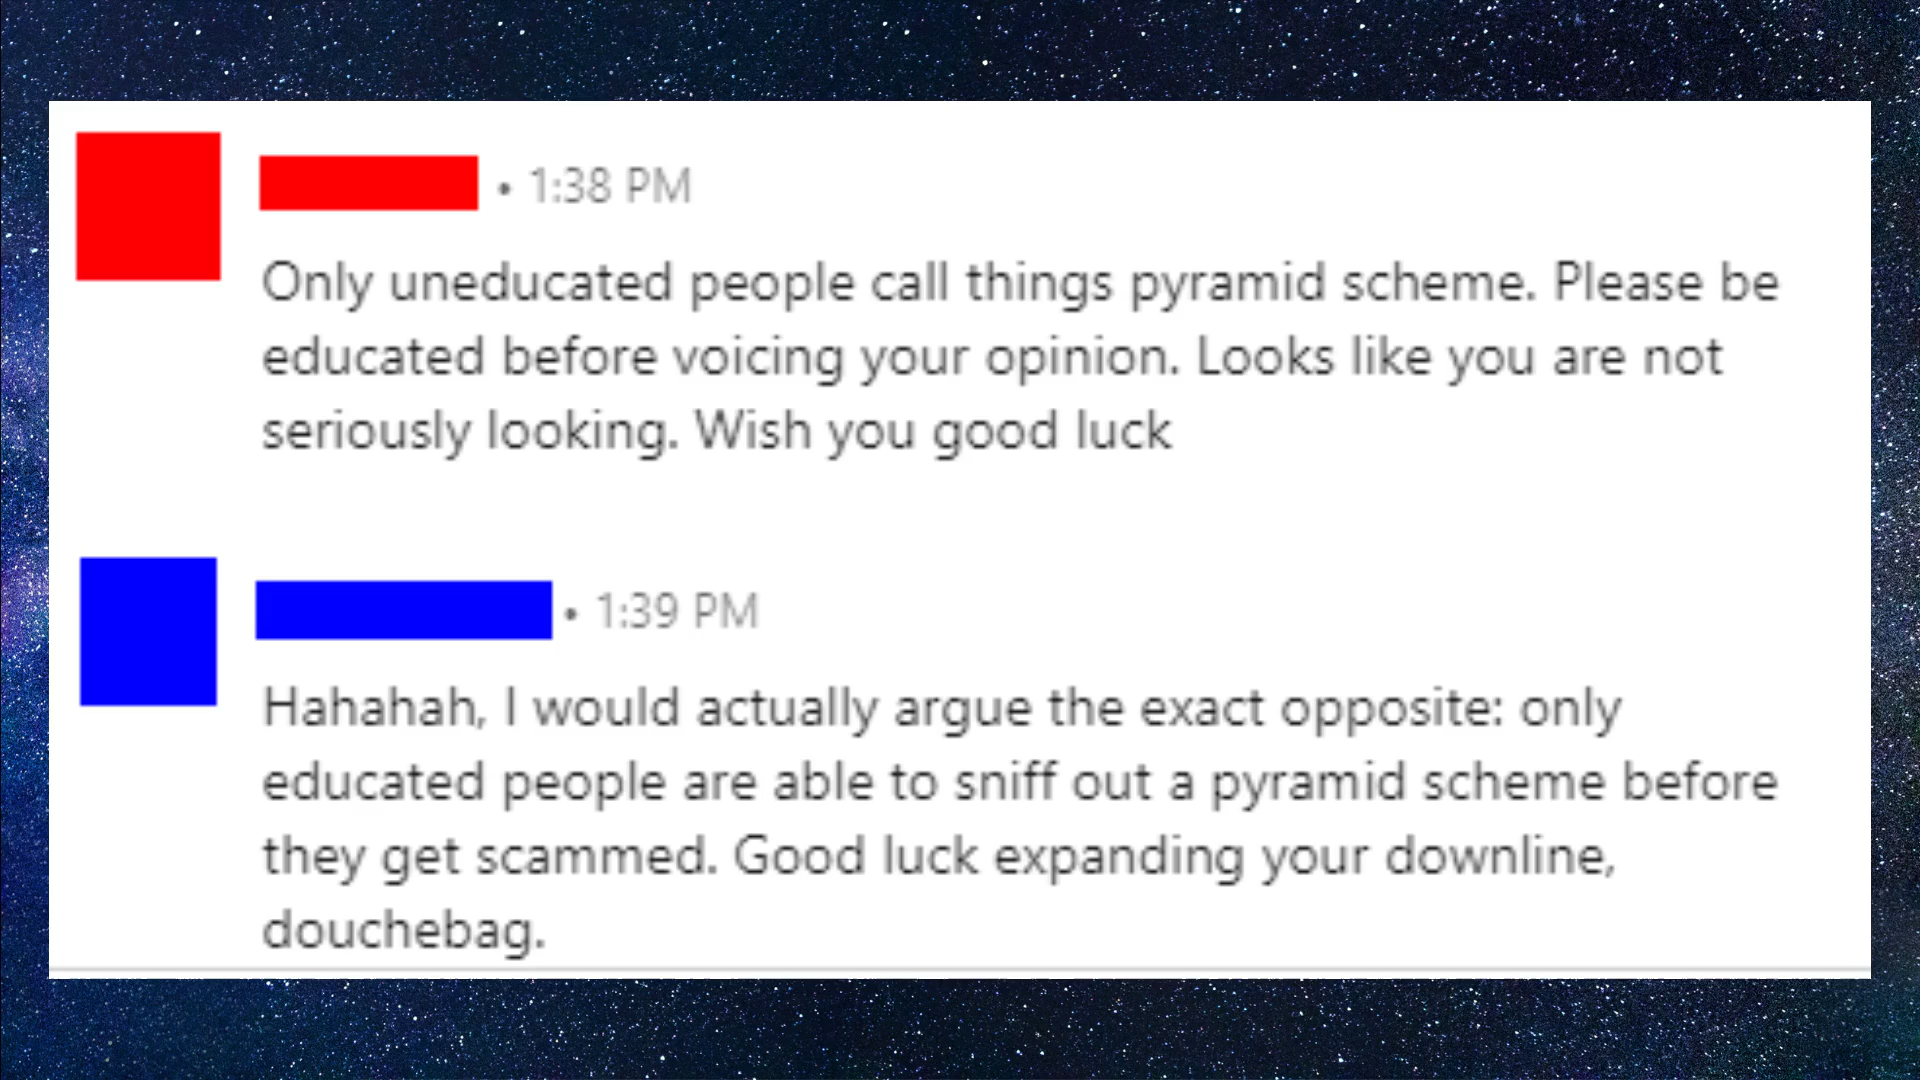 • 1:38 PM
Only uneducated people call things pyramid scheme. Please be
educated before voicing your opinion. Looks like you are not
seriously looking. Wish you good luck
• 1:39 PM
Hahahah, I would actually argue the exact opposite: only
educated people are able to sniff out a pyramid scheme before
they get scammed. Good luck expanding your downline,
douchebag.